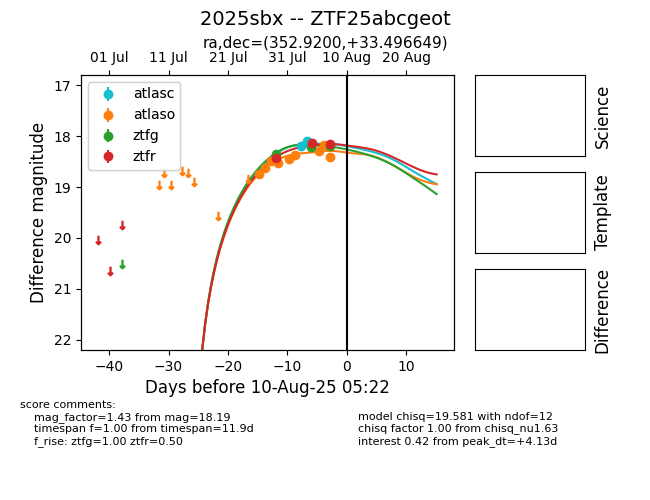 2025sbx -- ZTF25abcgeot
ra,dec=(352.9200,+33.496649)
01 Jul 11 Jul 21 Jul 31 Jul 10 Aug 20 Aug
atlasc
atlaso
ztfg
ztfr
17
18
19
20
21
22
Difference magnitude
−40 −30 −20 −10 0 10
Days before 10-Aug-25 05:22
Science
Template
Difference
score comments:
mag_factor=1.43 from mag=18.19
timespan f=1.00 from timespan=11.9d
f_rise: ztfg=1.00 ztfr=0.50
model chisq=19.581 with ndof=12
chisq factor 1.00 from chisq_nu1.63
interest 0.42 from peak_dt=+4.13d